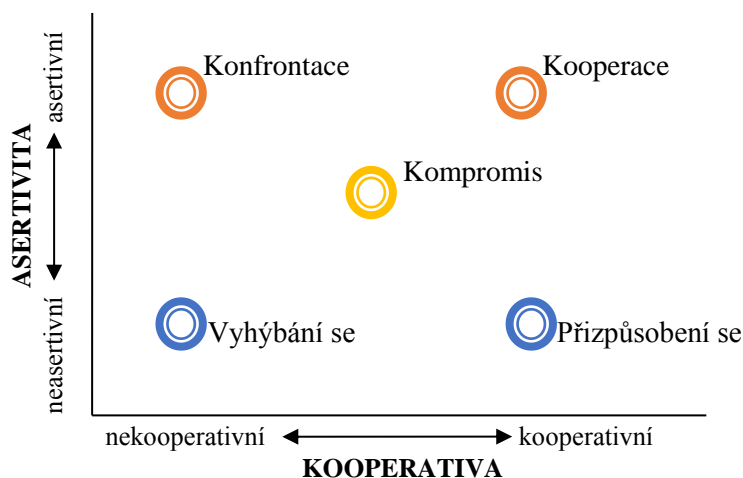 Konfrontace
Kooperace
Kompromis
Vyhýbání se
Přizpůsobení se
ASERTIVITA
asertivní
neasertivní
nekooperativní
kooperativní
KOOPERATIVA